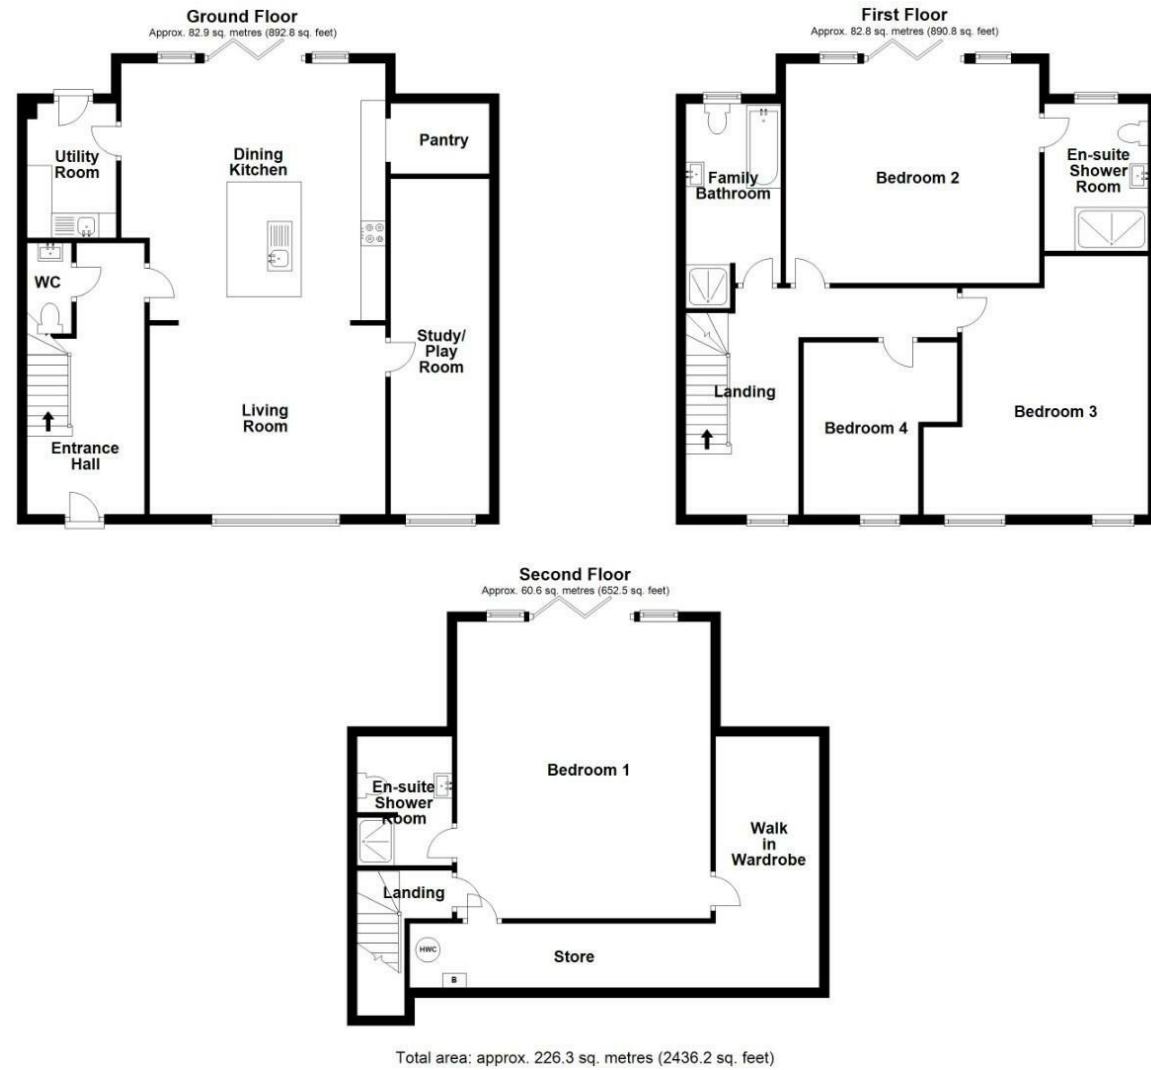 Ground Floor
Approx. 82.9 sq. metres (892.8 sq. feet)
Utility
Room
Dining
Kitchen
Pantry
WC
Study/
Play
Room
Living
Room
Entrance
Hall
First Floor
Approx. 82.8 sq. metres (890.8 sq. feet)
Family
Bathroom
Bedroom 2
En-suite
Shower
Room
Landing
Bedroom 4
Bedroom 3
Second Floor
Approx. 60.6 sq. metres (652.5 sq. feet)
En-suite
Shower
Room
Bedroom 1
Walk
in
Wardrobe
Landing
HWC
B
Store
Total area: approx. 226.3 sq. metres (2436.2 sq. feet)